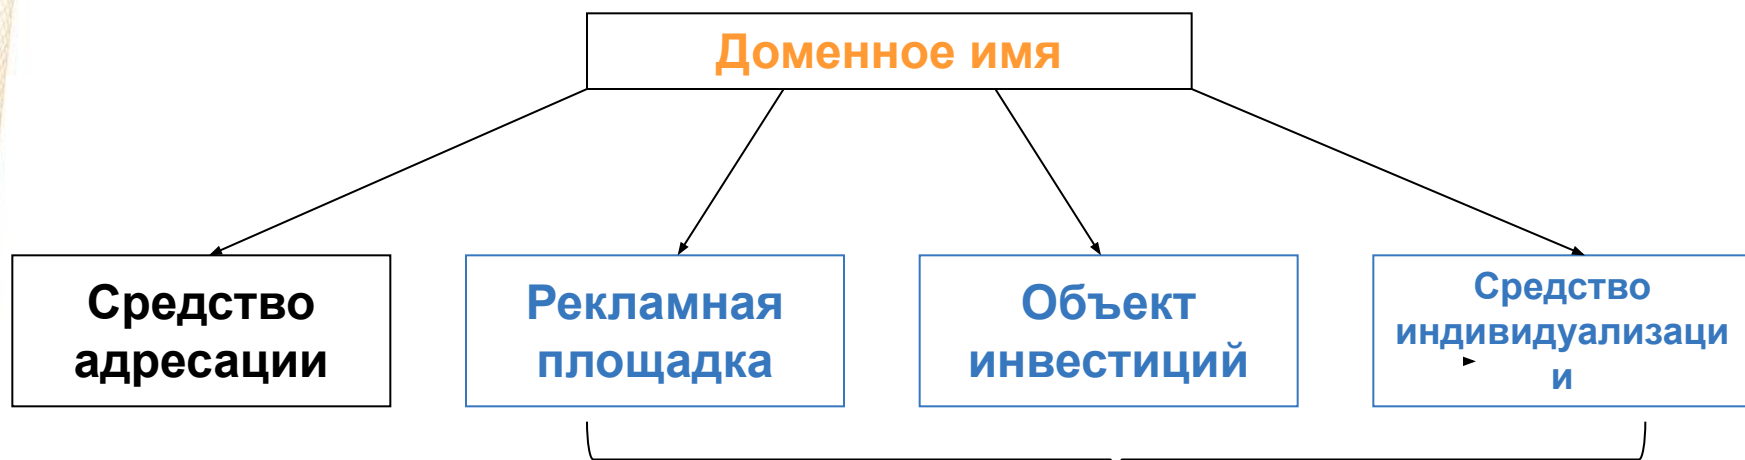 Доменное имя
Средство
адресации
Рекламная
площадка
Объект
инвестиций
Средство
индивидуализаци
и